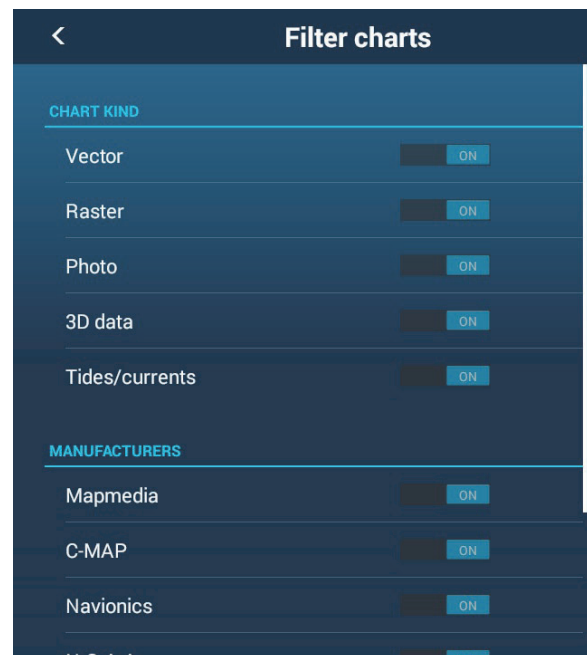 Filter charts
CHART KIND
Vector ON
Raster ON
Photo ON
3D data ON
Tides/currents ON
MANUFACTURERS
Mapmedia ON
C-MAP ON
Navionics ON